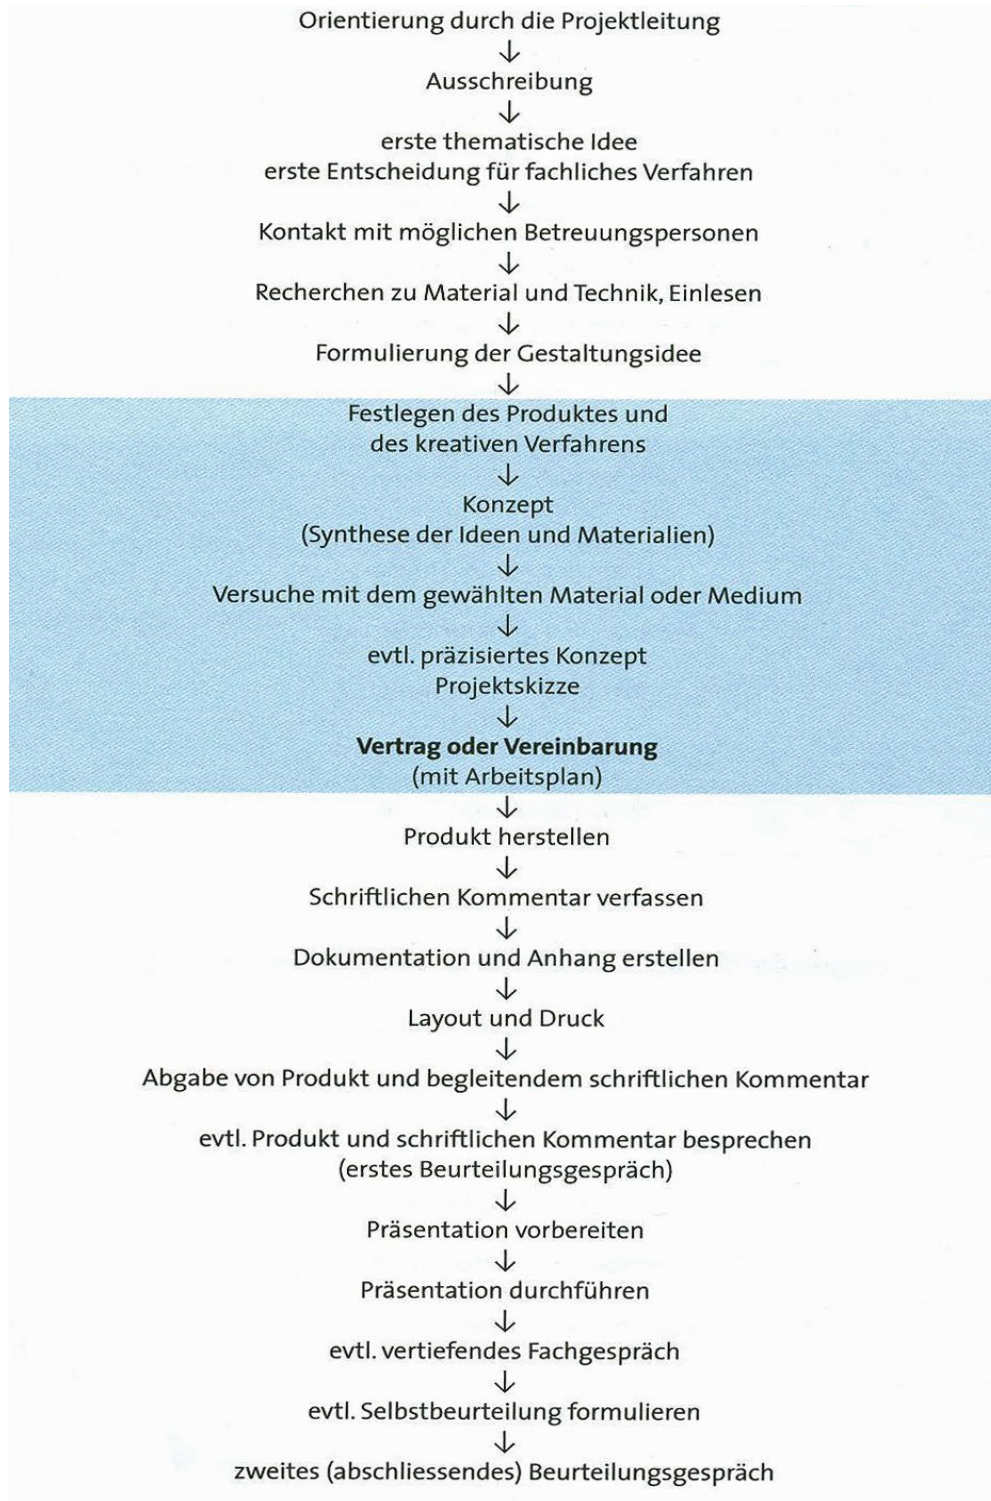 Orientierung durch die Projektleitung
↓
Ausschreibung
↓
erste thematische Idee
erste Entscheidung für fachliches Verfahren
↓
Kontakt mit möglichen Betreuungspersonen
↓
Recherchen zu Material und Technik, Einlesen
↓
Formulierung der Gestaltungsidee
↓
Festlegen des Produktes und
des kreativen Verfahrens
↓
Konzept
(Synthese der Ideen und Materialien)
↓
Versuche mit dem gewählten Material oder Medium
↓
evtl. präzisiertes Konzept
Projektskizze
↓
Vertrag oder Vereinbarung
(mit Arbeitsplan)
↓
Produkt herstellen
↓
Schriftlichen Kommentar verfassen
↓
Dokumentation und Anhang erstellen
↓
Layout und Druck
↓
Abgabe von Produkt und begleitendem schriftlichen Kommentar
↓
evtl. Produkt und schriftlichen Kommentar besprechen
(erstes Beurteilungsgespräch)
↓
Präsentation vorbereiten
↓
Präsentation durchführen
↓
evtl. vertiefendes Fachgespräch
↓
evtl. Selbstbeurteilung formulieren
↓
zweites (abschliessendes) Beurteilungsgespräch